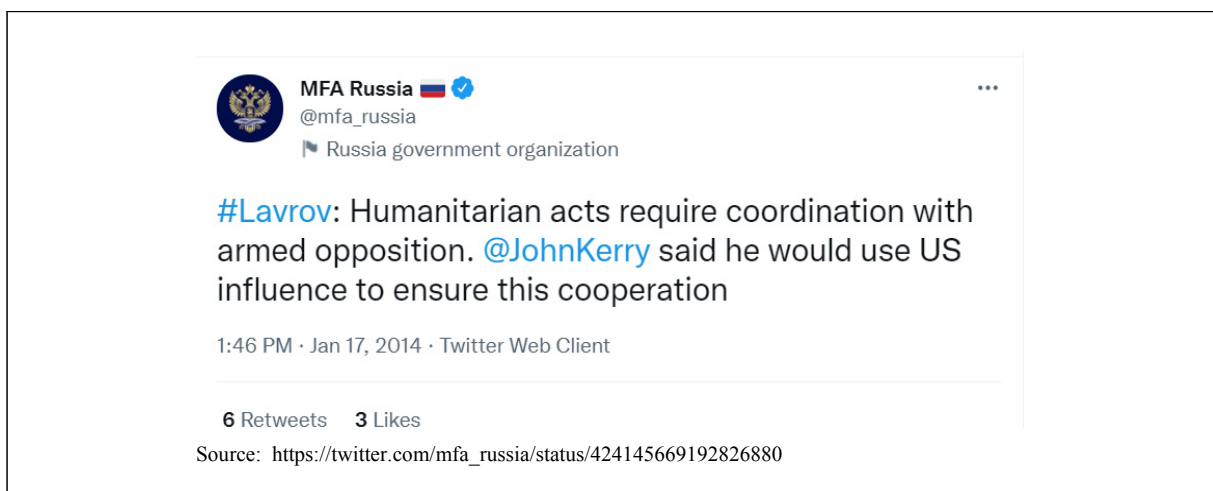 MFA Russia
@mfa_russia
Russia government organization
#Lavrov: Humanitarian acts require coordination with
armed opposition. @JohnKerry said he would use US
influence to ensure this cooperation
1:46 PM · Jan 17, 2014 · Twitter Web Client
6 Retweets 3 Likes
Source: https://twitter.com/mfa_russia/status/424145669192826880